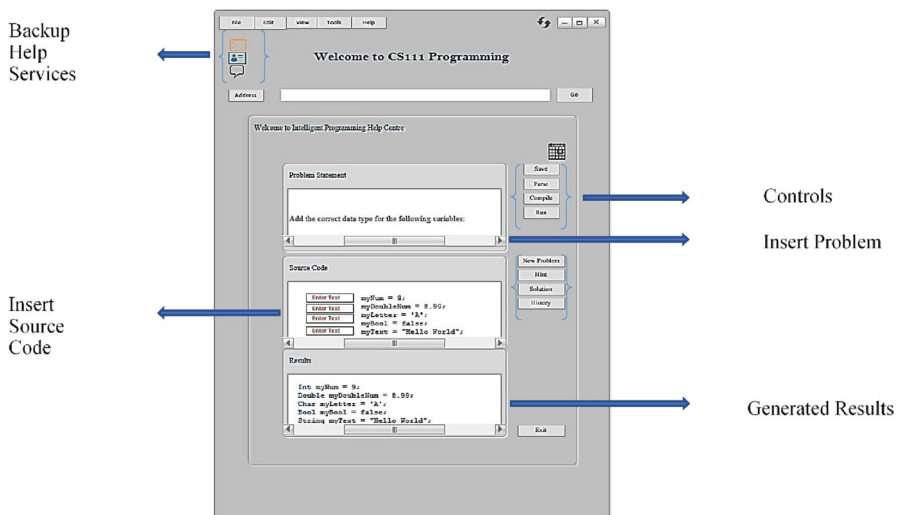 File Edit View Tools Help
Backup
Help
Services
Welcome to CS111 Programming
Address
Go
Welcome to Intelligent Programming Help Centre
Problem Statement
Add the correct data type for the following variables:
Save
Parse
Compile
Run
Controls
Insert Problem
New Problem
Hint
Solution
History
Source Code
Insert
Source
Code
Enter Text
Enter Text
Enter Text
Enter Text
myNum = 9;
myDoubleNum = 8.99;
myLetter = 'A';
myBool = false;
myText = "Hello World";
Results
Int myNum = 9;
Double myDoubleNum = 8.99;
Char myLetter = 'A';
Bool myBool = false;
String myText = "Hello World";
Generated Results
Exit